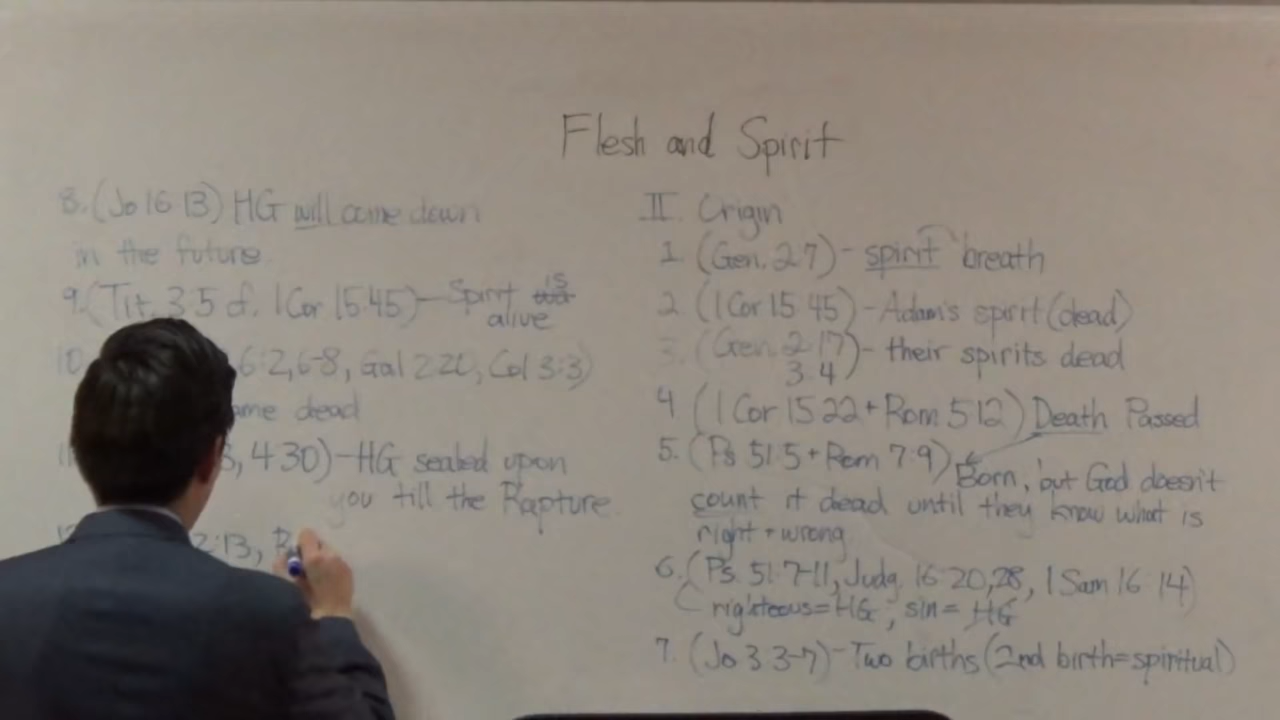 Flesh and Spirit
II. Origin
1. (Gen. 2:7) - spirit breath
2. (1 Cor 15:45) - Adam's spirit (dead)
3. (Gen. 2:17) - their spirits dead
3:4
4 (1 Cor 15:22 + Rom 5:12) Death Passed
5. (Ps 51:5 + Rom 7:9) Born, but God doesn't
count it dead until they know what is
right + wrong
6. (Ps. 51:7-11, Judg. 16:20,28, 1 Sam 16:14)
righteous = HG; sin = HG
7. (Jo 3:3-7) - Two births (2nd birth = spiritual)
8. (Jo 16:13) HG will come down
in the future
9. (Tit. 3:5 cf. 1 Cor 15:45) - Spirit is
alive
10. 6:2,6-8, Gal 2:20, Col 3:3)
dead
11. 4:30) - HG sealed upon
you till the Rapture.
12. 2:13,